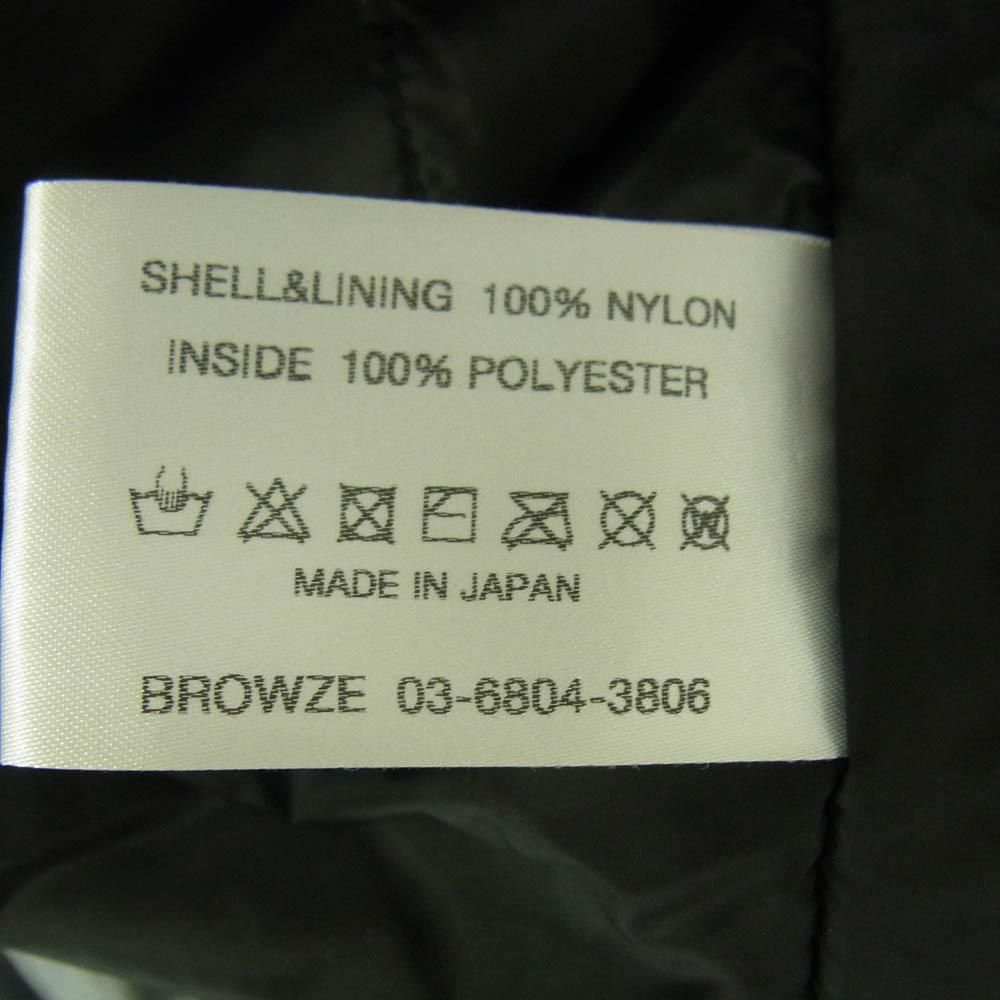 SHELL&LINING 100% NYLON
INSIDE 100% POLYESTER
W
MADE IN JAPAN
BROWZE 03-6804-3806